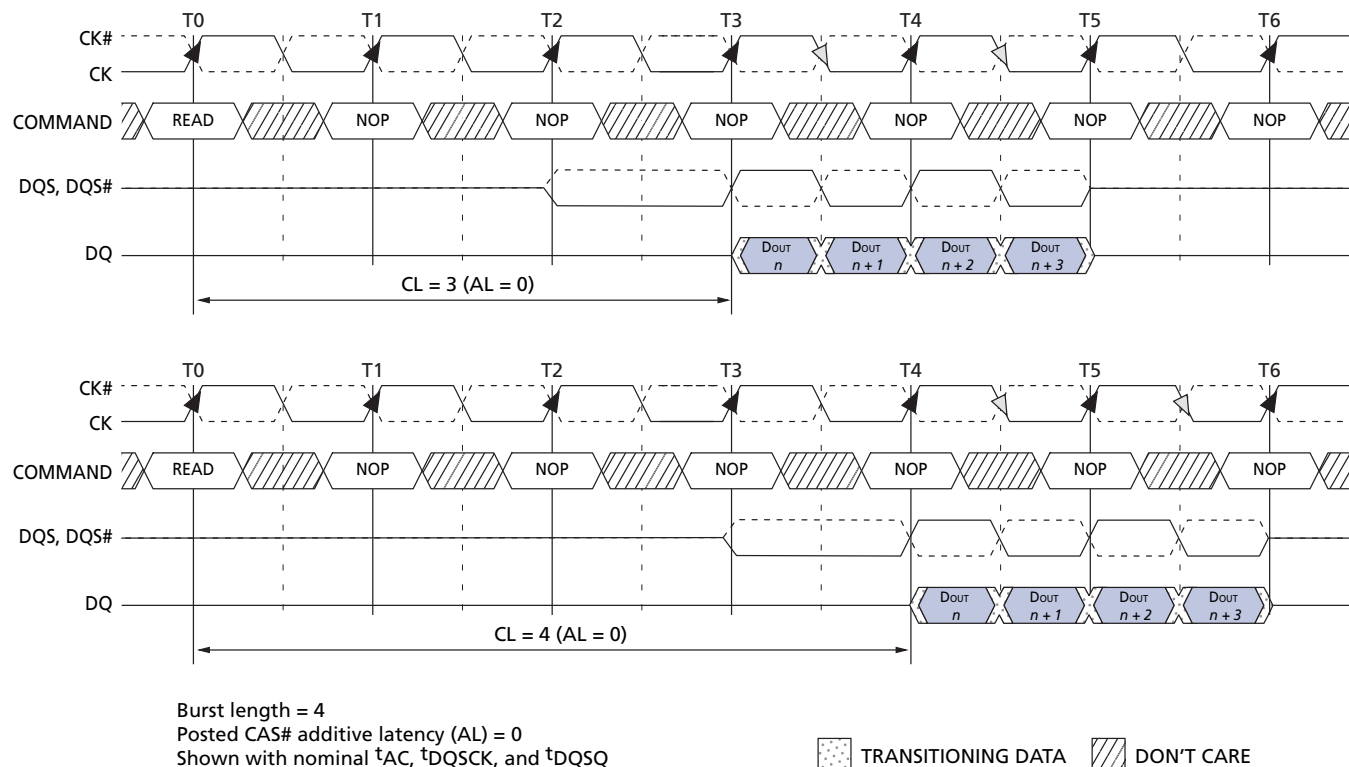 T0 T1 T2 T3 T4 T5 T6
CK#
CK
COMMAND READ NOP NOP NOP NOP NOP NOP
DQS, DQS#
DQ DOUT n DOUT n + 1 DOUT n + 2 DOUT n + 3
CL = 3 (AL = 0)
T0 T1 T2 T3 T4 T5 T6
CK#
CK
COMMAND READ NOP NOP NOP NOP NOP NOP
DQS, DQS#
DQ DOUT n DOUT n + 1 DOUT n + 2 DOUT n + 3
CL = 4 (AL = 0)
Burst length = 4
Posted CAS# additive latency (AL) = 0
Shown with nominal tAC, tDQSCK, and tDQSQ
TRANSITIONING DATA DON'T CARE